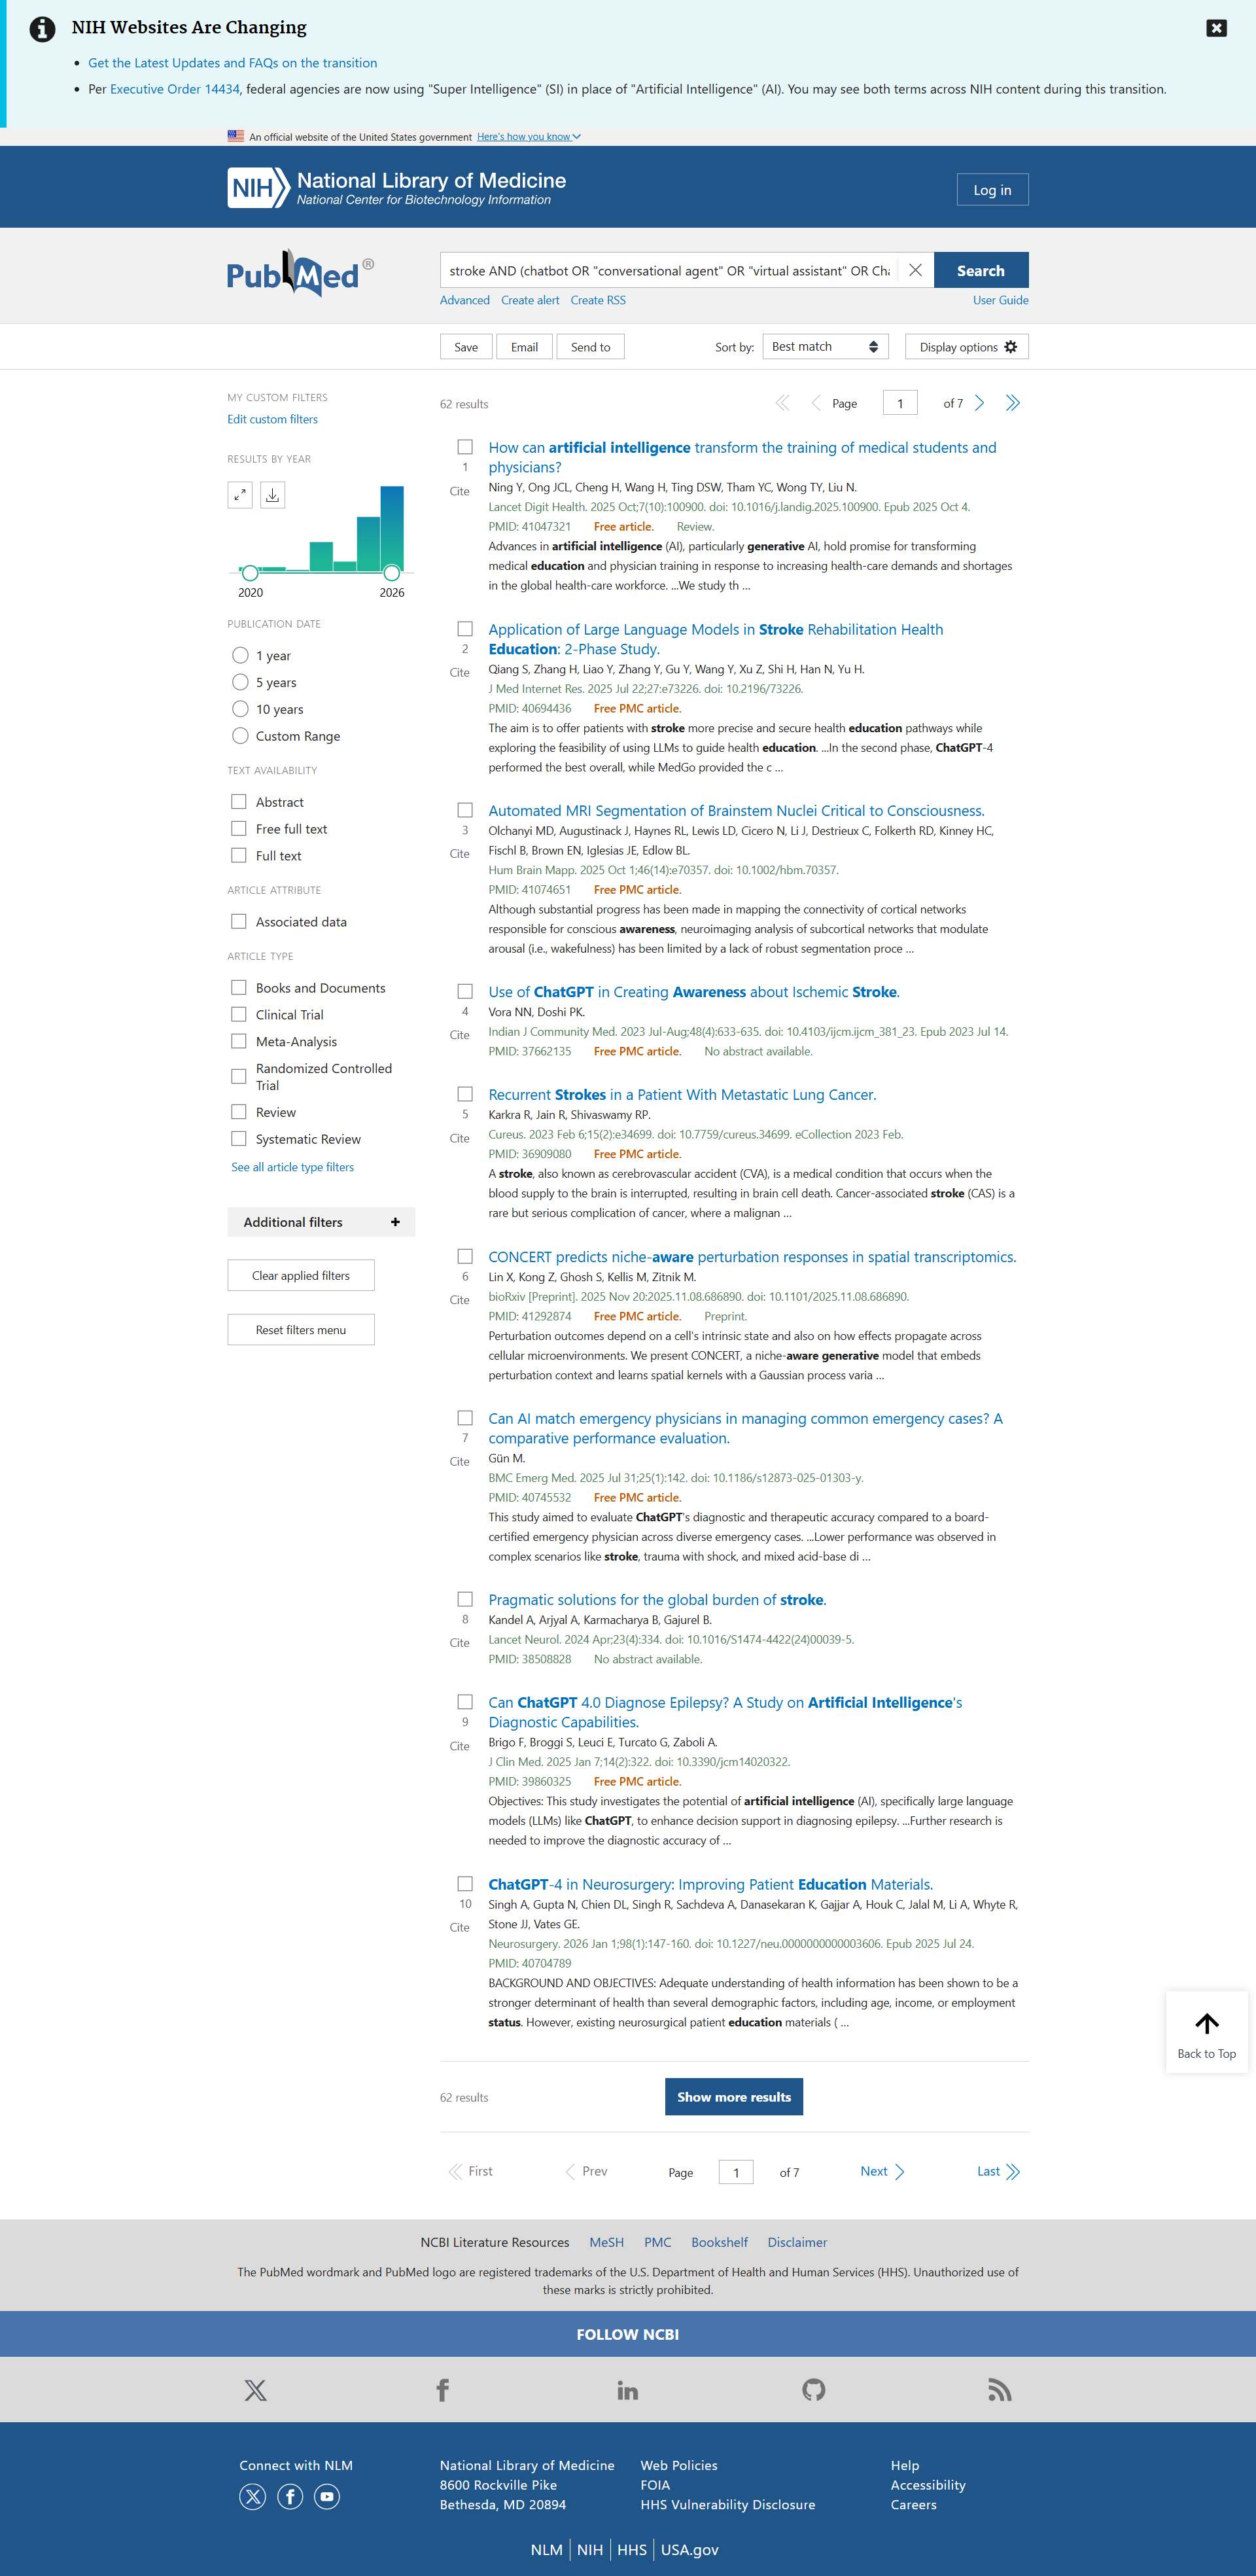 NIH Websites Are Changing
Get the Latest Updates and FAQs on the transition
Per Executive Order 14434, federal agencies are now using "Super Intelligence" (SI) in place of "Artificial Intelligence" (AI). You may see both terms across NIH content during this transition.
An official website of the United States government Here's how you know
NIH National Library of Medicine
National Center for Biotechnology Information
Log in
PubMed®
stroke AND (chatbot OR "conversational agent" OR "virtual assistant" OR Cha
Search
Advanced Create alert Create RSS
User Guide
Save Email Send to
Sort by: Best match
Display options
MY CUSTOM FILTERS
Edit custom filters
RESULTS BY YEAR
2020 2026
PUBLICATION DATE
1 year
5 years
10 years
Custom Range
TEXT AVAILABILITY
Abstract
Free full text
Full text
ARTICLE ATTRIBUTE
Associated data
ARTICLE TYPE
Books and Documents
Clinical Trial
Meta-Analysis
Randomized Controlled
Trial
Review
Systematic Review
See all article type filters
Additional filters +
Clear applied filters
Reset filters menu
62 results
Page 1 of 7
1
Cite
How can artificial intelligence transform the training of medical students and
physicians?
Ning Y, Ong JCL, Cheng H, Wang H, Ting DSW, Tham YC, Wong TY, Liu N.
Lancet Digit Health. 2025 Oct;7(10):100900. doi: 10.1016/j.landig.2025.100900. Epub 2025 Oct 4.
PMID: 41047321 Free article. Review.
Advances in artificial intelligence (AI), particularly generative AI, hold promise for transforming
medical education and physician training in response to increasing health-care demands and shortages
in the global health-care workforce. ...We study th ...
2
Cite
Application of Large Language Models in Stroke Rehabilitation Health
Education: 2-Phase Study.
Qiang S, Zhang H, Liao Y, Zhang Y, Gu Y, Wang Y, Xu Z, Shi H, Han N, Yu H.
J Med Internet Res. 2025 Jul 22;27:e73226. doi: 10.2196/73226.
PMID: 40694436 Free PMC article.
The aim is to offer patients with stroke more precise and secure health education pathways while
exploring the feasibility of using LLMs to guide health education. ...In the second phase, ChatGPT-4
performed the best overall, while MedGo provided the c ...
3
Cite
Automated MRI Segmentation of Brainstem Nuclei Critical to Consciousness.
Olchanyi MD, Augustinack J, Haynes RL, Lewis LD, Cicero N, Li J, Destrieux C, Folkerth RD, Kinney HC,
Fischl B, Brown EN, Iglesias JE, Edlow BL.
Hum Brain Mapp. 2025 Oct 1;46(14):e70357. doi: 10.1002/hbm.70357.
PMID: 41074651 Free PMC article.
Although substantial progress has been made in mapping the connectivity of cortical networks
responsible for conscious awareness, neuroimaging analysis of subcortical networks that modulate
arousal (i.e., wakefulness) has been limited by a lack of robust segmentation proce ...
4
Cite
Use of ChatGPT in Creating Awareness about Ischemic Stroke.
Vora NN, Doshi PK.
Indian J Community Med. 2023 Jul-Aug;48(4):633-635. doi: 10.4103/ijcm.ijcm_381_23. Epub 2023 Jul 14.
PMID: 37662135 Free PMC article. No abstract available.
5
Cite
Recurrent Strokes in a Patient With Metastatic Lung Cancer.
Karkra R, Jain R, Shivaswamy RP.
Cureus. 2023 Feb 6;15(2):e34699. doi: 10.7759/cureus.34699. eCollection 2023 Feb.
PMID: 36909080 Free PMC article.
A stroke, also known as cerebrovascular accident (CVA), is a medical condition that occurs when the
blood supply to the brain is interrupted, resulting in brain cell death. Cancer-associated stroke (CAS) is a
rare but serious complication of cancer, where a malignan ...
6
Cite
CONCERT predicts niche-aware perturbation responses in spatial transcriptomics.
Lin X, Kong Z, Ghosh S, Kellis M, Zitnik M.
bioRxiv [Preprint]. 2025 Nov 20:2025.11.08.686890. doi: 10.1101/2025.11.08.686890.
PMID: 41292874 Free PMC article. Preprint.
Perturbation outcomes depend on a cell's intrinsic state and also on how effects propagate across
cellular microenvironments. We present CONCERT, a niche-aware generative model that embeds
perturbation context and learns spatial kernels with a Gaussian process varia ...
7
Cite
Can AI match emergency physicians in managing common emergency cases? A
comparative performance evaluation.
Gün M.
BMC Emerg Med. 2025 Jul 31;25(1):142. doi: 10.1186/s12873-025-01303-y.
PMID: 40745532 Free PMC article.
This study aimed to evaluate ChatGPT's diagnostic and therapeutic accuracy compared to a board-
certified emergency physician across diverse emergency cases. ...Lower performance was observed in
complex scenarios like stroke, trauma with shock, and mixed acid-base di ...
8
Cite
Pragmatic solutions for the global burden of stroke.
Kandel A, Arjyal A, Karmacharya B, Gajurel B.
Lancet Neurol. 2024 Apr;23(4):334. doi: 10.1016/S1474-4422(24)00039-5.
PMID: 38508828 No abstract available.
9
Cite
Can ChatGPT 4.0 Diagnose Epilepsy? A Study on Artificial Intelligence's
Diagnostic Capabilities.
Brigo F, Broggi S, Leuci E, Turcato G, Zaboli A.
J Clin Med. 2025 Jan 7;14(2):322. doi: 10.3390/jcm14020322.
PMID: 39860325 Free PMC article.
Objectives: This study investigates the potential of artificial intelligence (AI), specifically large language
models (LLMs) like ChatGPT, to enhance decision support in diagnosing epilepsy. ...Further research is
needed to improve the diagnostic accuracy of ...
10
Cite
ChatGPT-4 in Neurosurgery: Improving Patient Education Materials.
Singh A, Gupta N, Chien DL, Singh R, Sachdeva A, Danasekaran K, Gajjar A, Houk C, Jalal M, Li A, Whyte R,
Stone JJ, Vates GE.
Neurosurgery. 2026 Jan 1;98(1):147-160. doi: 10.1227/neu.0000000000003606. Epub 2025 Jul 24.
PMID: 40704789
BACKGROUND AND OBJECTIVES: Adequate understanding of health information has been shown to be a
stronger determinant of health than several demographic factors, including age, income, or employment
status. However, existing neurosurgical patient education materials ( ...
Back to Top
62 results
Show more results
First Prev Page 1 of 7 Next Last
NCBI Literature Resources MeSH PMC Bookshelf Disclaimer
The PubMed wordmark and PubMed logo are registered trademarks of the U.S. Department of Health and Human Services (HHS). Unauthorized use of
these marks is strictly prohibited.
FOLLOW NCBI
Connect with NLM
National Library of Medicine
8600 Rockville Pike
Bethesda, MD 20894
Web Policies
FOIA
HHS Vulnerability Disclosure
Help
Accessibility
Careers
NLM NIH HHS USA.gov